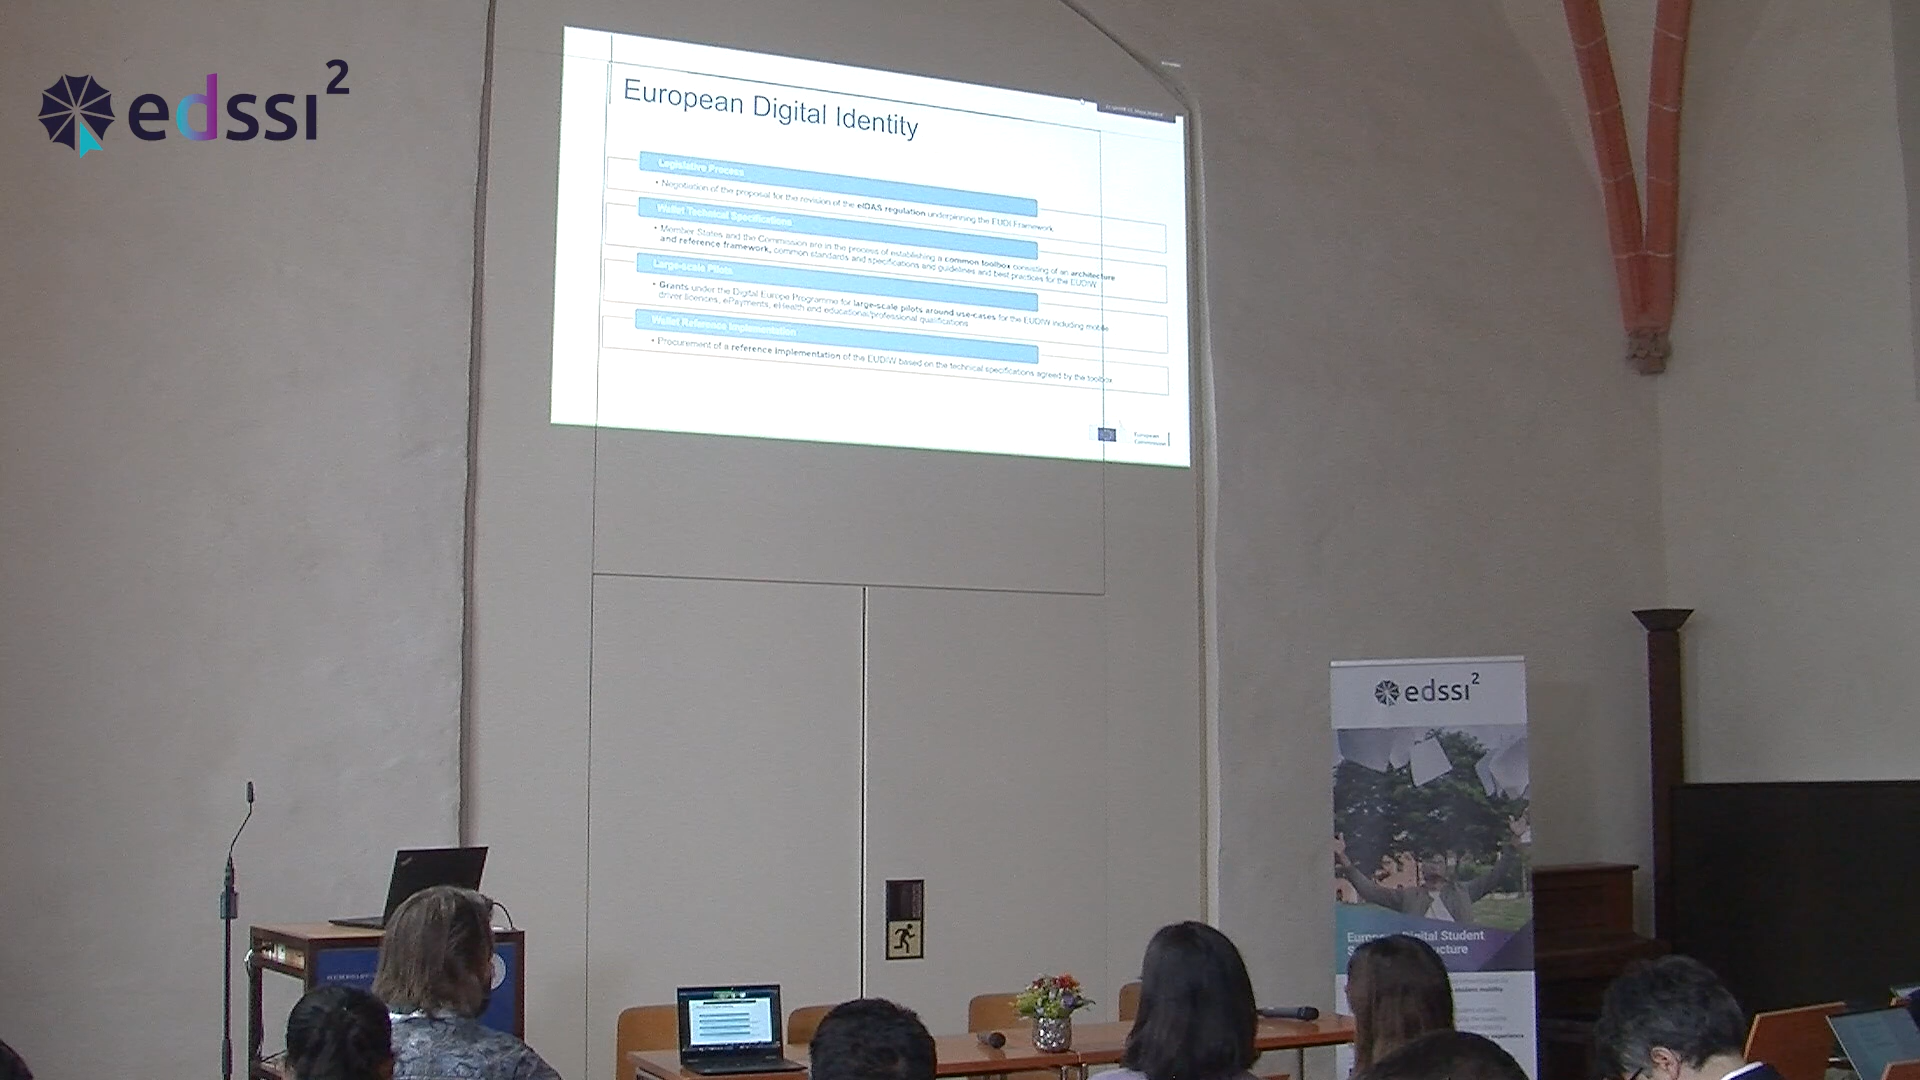 edssi²
European Digital Identity
Legislative Process
• Negotiation of the proposal for the revision of the eIDAS regulation underpinning the EUDI Framework
Wallet Technical Specifications
• Member States and the Commission are in the process of establishing a common toolbox consisting of an architecture
and reference framework, common standards and specifications and guidelines and best practices for the EUDIW
Large-scale Pilots
• Grants under the Digital Europe Programme for large-scale pilots around use-cases for the EUDIW including mobile
driver licences, ePayments, eHealth and educational/professional qualifications
Wallet Reference Implementation
• Procurement of a reference implementation of the EUDIW based on the technical specifications agreed by the toolbox
European
Commission
edssi²
European Digital Student